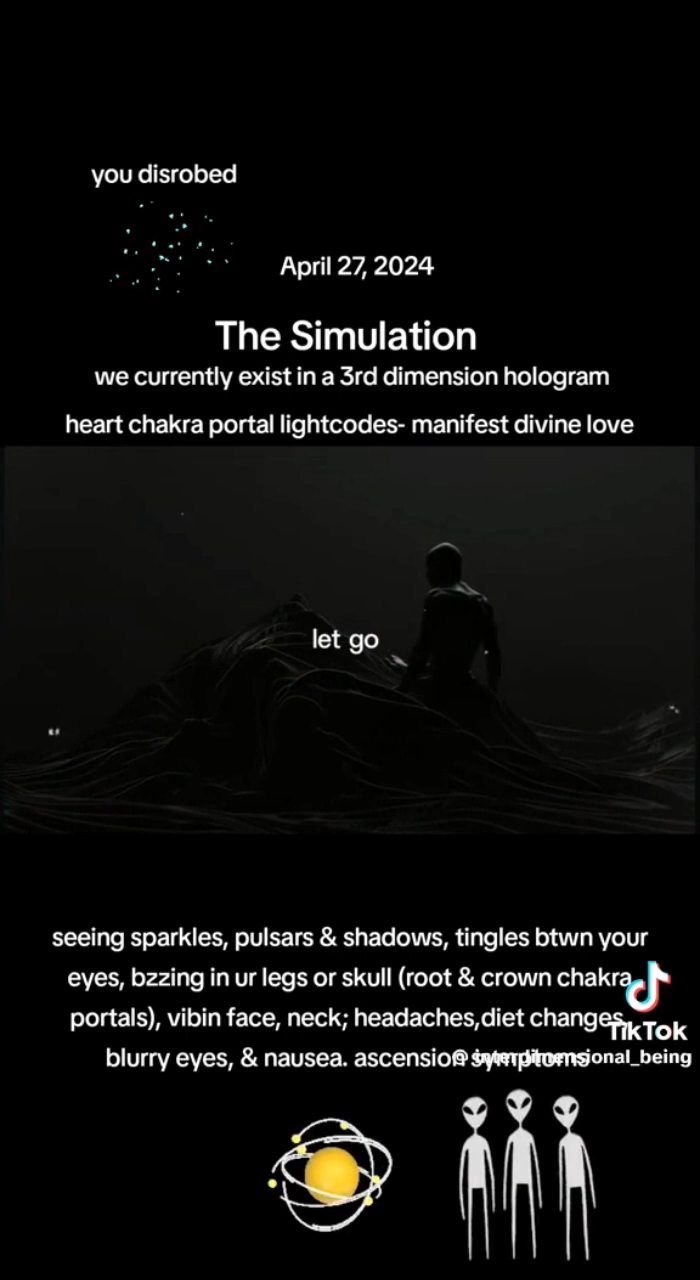 you disrobed
April 27, 2024
The Simulation
we currently exist in a 3rd dimension hologram
heart chakra portal lightcodes- manifest divine love
let go
seeing sparkles, pulsars & shadows, tingles btwn your
eyes, bzzing in ur legs or skull (root & crown chakra
portals), vibin face, neck; headaches,diet changes,
blurry eyes, & nausea. ascension symptoms
TikTok
@interdimensional_being